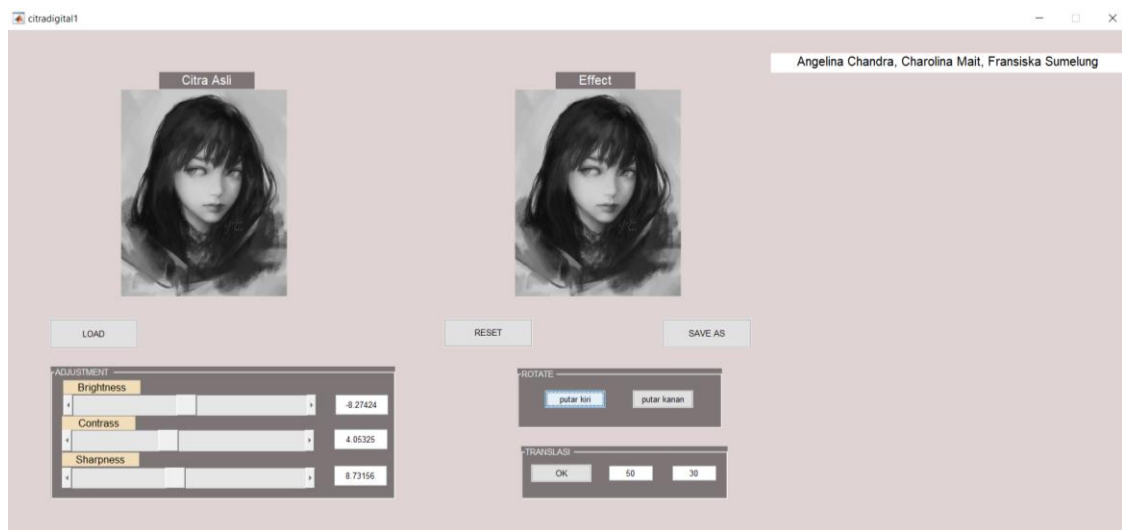 citradigital1
Angelina Chandra, Charolina Mait, Fransiska Sumelung
Citra Asli
Effect
LOAD
RESET
SAVE AS
ADJUSTMENT
Brightness
-8.27424
Contrass
4.05325
Sharpness
8.73156
ROTATE
putar kiri
putar kanan
TRANSLASI
OK
50
30